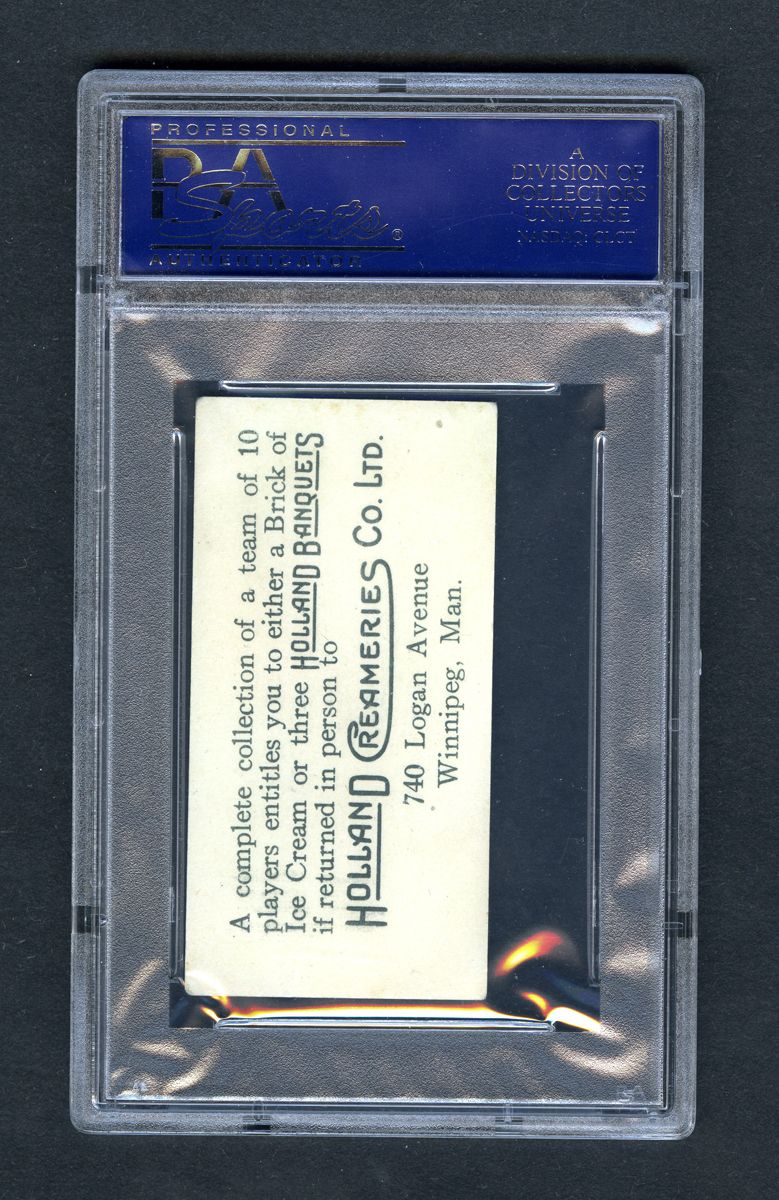 PROFESSIONAL
PSA
Sports®
AUTHENTICATOR
A
DIVISION OF
COLLECTORS
UNIVERSE
NASDAQ: CLCT
A complete collection of a team of 10
players entitles you to either a Brick of
Ice Cream or three HOLLAND BANQUETS
if returned in person to
HOLLAND CREAMERIES CO. LTD.
740 Logan Avenue
Winnipeg, Man.